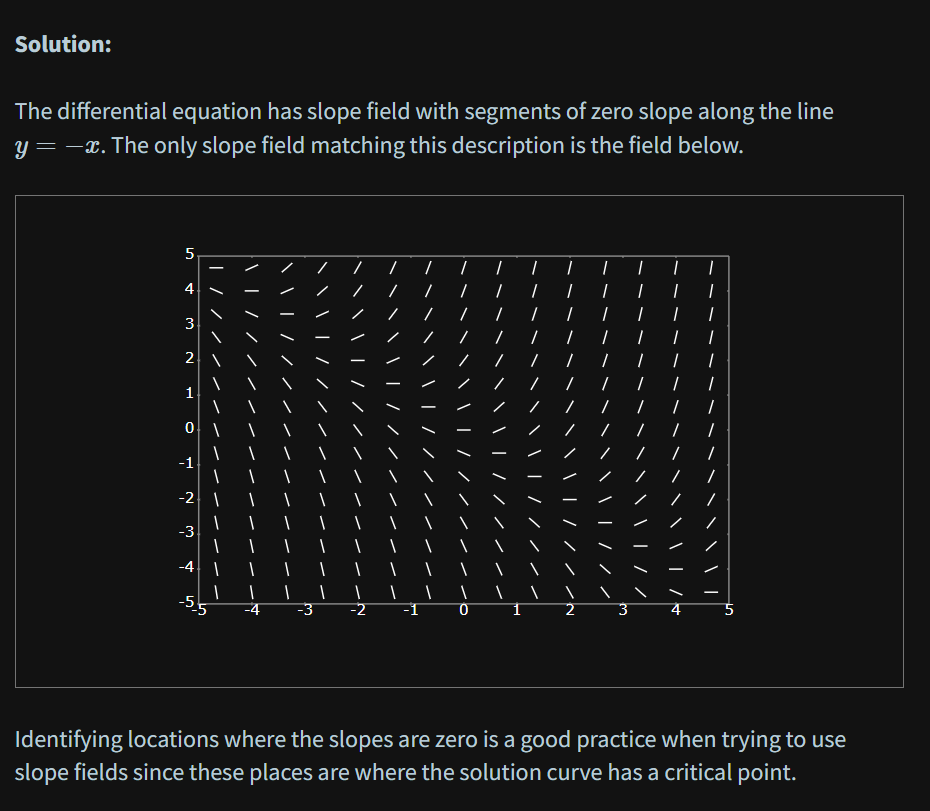 Solution:
The differential equation has slope field with segments of zero slope along the line
y = −x. The only slope field matching this description is the field below.
5
4
3
2
1
0
-1
-2
-3
-4
-5
-5 -4 -3 -2 -1 0 1 2 3 4 5
Identifying locations where the slopes are zero is a good practice when trying to use
slope fields since these places are where the solution curve has a critical point.